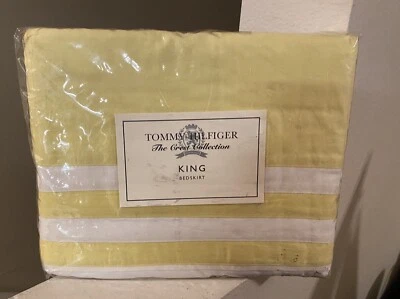 TOMMY HILFIGER
The Crest Collection
KING
BEDSKIRT